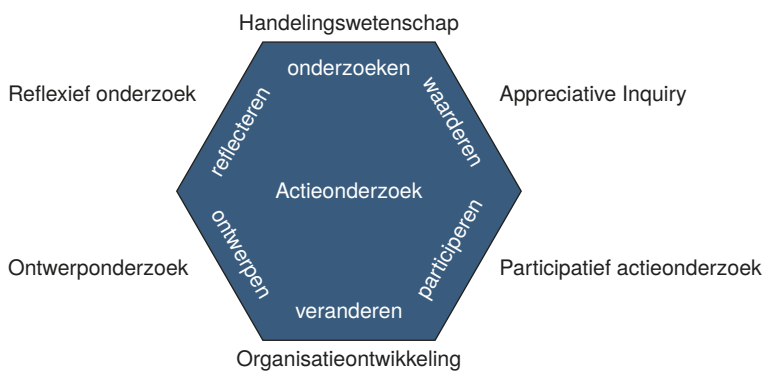 Handelingswetenschap
onderzoeken
Reflexief onderzoek
reflecteren
waarderen
Appreciative Inquiry
Actieonderzoek
Ontwerponderzoek
ontwerpen
participeren
Participatief actieonderzoek
veranderen
Organisatieontwikkeling